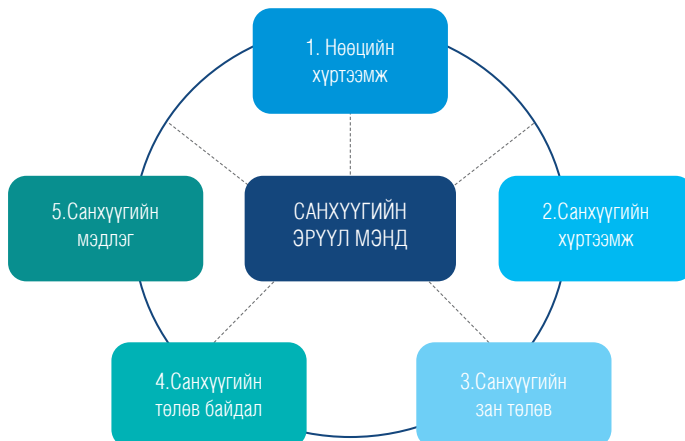 1. Нөөцийн
хүртээмж
2.Санхүүгийн
хүртээмж
3.Санхүүгийн
зан төлөв
4.Санхүүгийн
төлөв байдал
5.Санхүүгийн
мэдлэг
САНХҮҮГИЙН
ЭРҮҮЛ МЭНД